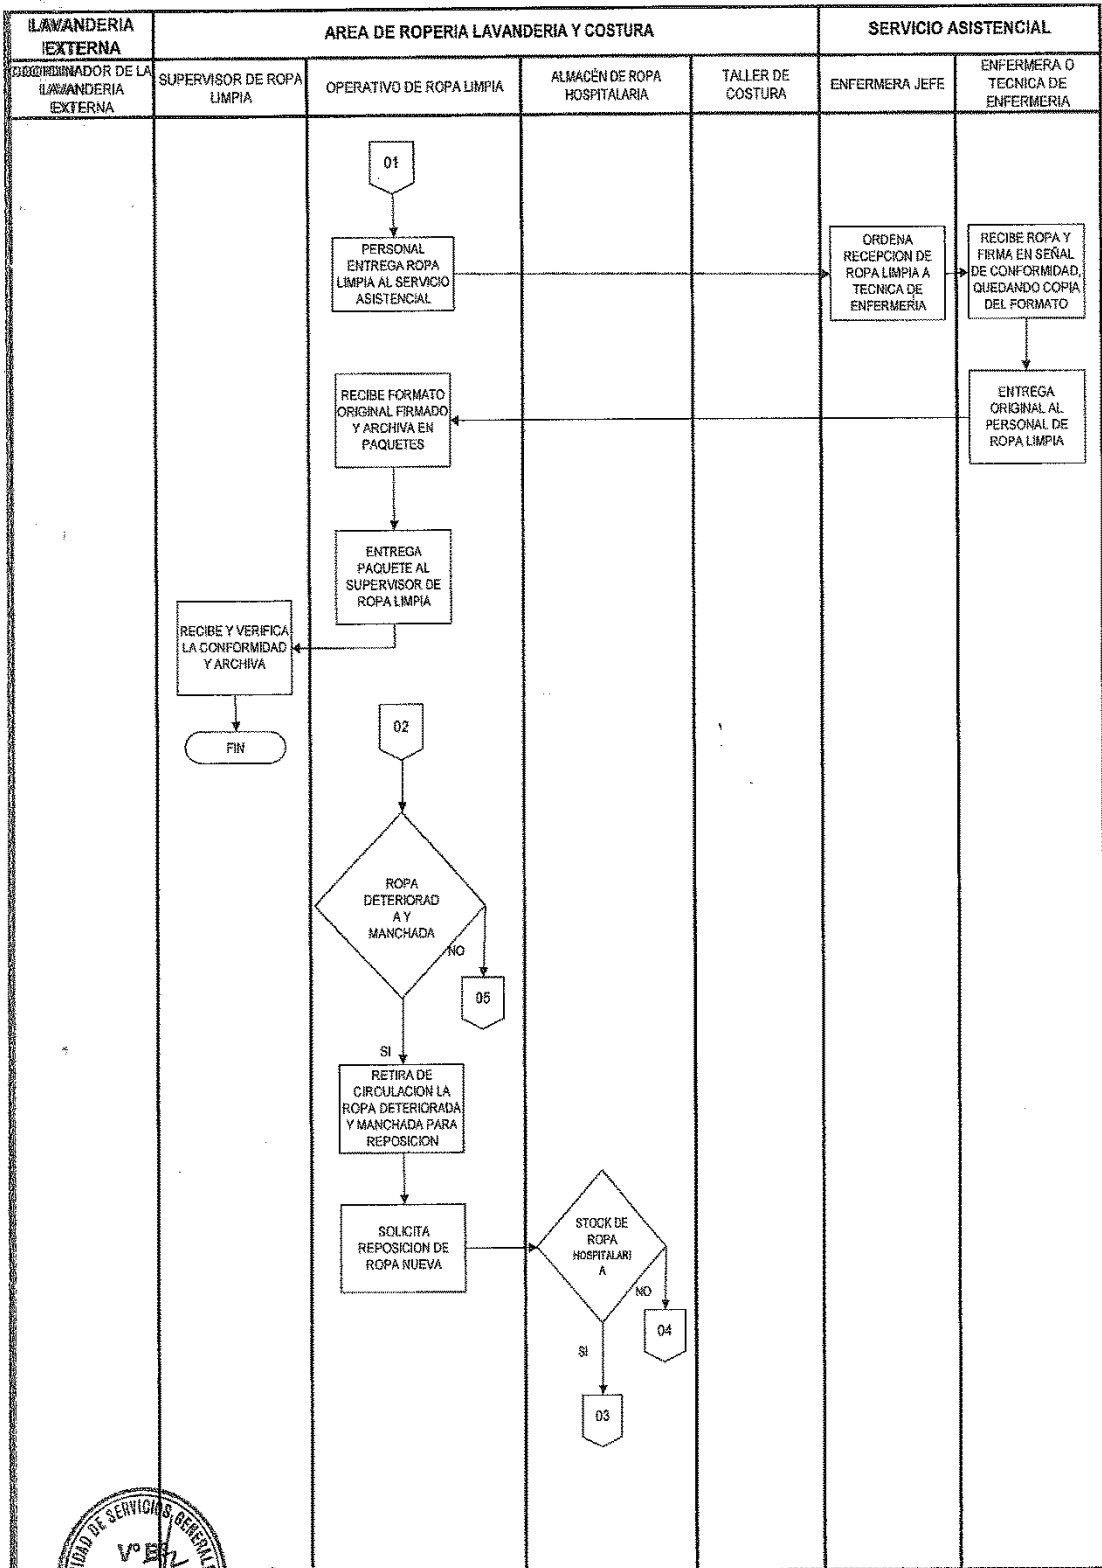 LAVANDERIA
EXTERNA
AREA DE ROPERIA LAVANDERIA Y COSTURA
SERVICIO ASISTENCIAL
COORDINADOR DE LA
LAVANDERIA
EXTERNA
SUPERVISOR DE ROPA
LIMPIA
OPERATIVO DE ROPA LIMPIA
ALMACÉN DE ROPA
HOSPITALARIA
TALLER DE
COSTURA
ENFERMERA JEFE
ENFERMERA O
TECNICA DE
ENFERMERIA
01
PERSONAL
ENTREGA ROPA
LIMPIA AL SERVICIO
ASISTENCIAL
ORDENA
RECEPCION DE
ROPA LIMPIA A
TECNICA DE
ENFERMERIA
RECIBE ROPA Y
FIRMA EN SEÑAL
DE CONFORMIDAD,
QUEDANDO COPIA
DEL FORMATO
RECIBE FORMATO
ORIGINAL FIRMADO
Y ARCHIVA EN
PAQUETES
ENTREGA
ORIGINAL AL
PERSONAL DE
ROPA LIMPIA
ENTREGA
PAQUETE AL
SUPERVISOR DE
ROPA LIMPIA
RECIBE Y VERIFICA
LA CONFORMIDAD
Y ARCHIVA
FIN
02
ROPA
DETERIORAD
A Y
MANCHADA
NO
05
SI
RETIRA DE
CIRCULACION LA
ROPA DETERIORADA
Y MANCHADA PARA
REPOSICION
SOLICITA
REPOSICION DE
ROPA NUEVA
STOCK DE
ROPA
HOSPITALARI
A
NO
04
SI
03
DE SERVICIOS
V° B°